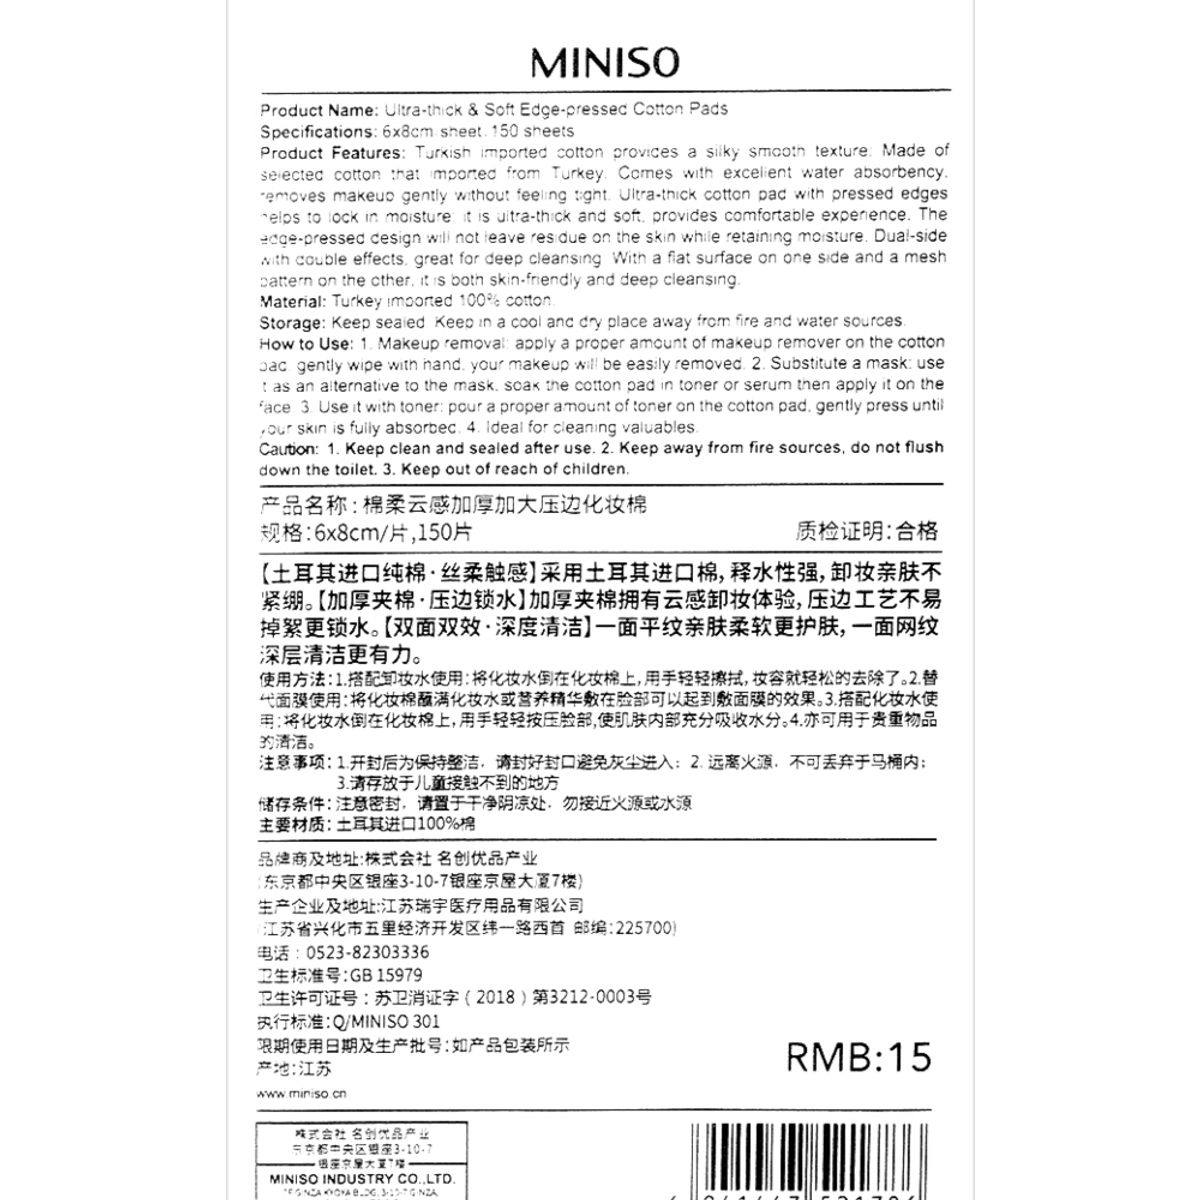 MINISO
Product Name: Ultra-thick & Soft Edge-pressed Cotton Pads
Specifications: 6x8cm sheet. 150 sheets
Product Features: Turkish imported cotton provides a silky smooth texture: Made of
selected cotton that imported from Turkey. Comes with excellent water absorbency,
removes makeup gently without feeling tight. Ultra-thick cotton pad with pressed edges
helps to lock in moisture, it is ultra-thick and soft, provides comfortable experience. The
edge-pressed design will not leave residue on the skin while retaining moisture. Dual-side
with double effects, great for deep cleansing. With a flat surface on one side and a mesh
pattern on the other, it is both skin-friendly and deep cleansing.
Material: Turkey imported 100% cotton
Storage: Keep sealed. Keep in a cool and dry place away from fire and water sources.
How to Use: 1. Makeup removal: apply a proper amount of makeup remover on the cotton
pad, gently wipe with hand, your makeup will be easily removed. 2. Substitute a mask: use
it as an alternative to the mask, soak the cotton pad in toner or serum then apply it on the
face. 3. Use it with toner: pour a proper amount of toner on the cotton pad, gently press until
your skin is fully absorbed. 4. Ideal for cleaning valuables.
Caution: 1. Keep clean and sealed after use. 2. Keep away from fire sources, do not flush
down the toilet. 3. Keep out of reach of children.
产品名称：棉柔云感加厚加大压边化妆棉
规格：6x8cm/片,150片 质检证明：合格
【土耳其进口纯棉·丝柔触感】采用土耳其进口棉，释水性强，卸妆亲肤不
紧绷。【加厚夹棉·压边锁水】加厚夹棉拥有云感卸妆体验，压边工艺不易
掉絮更锁水。【双面双效·深度清洁】一面平纹亲肤柔软更护肤，一面网纹
深层清洁更有力。
使用方法：1.搭配卸妆水使用：将化妆水倒在化妆棉上，用手轻轻擦拭，妆容就轻松的去除了。2.替
代面膜使用：将化妆棉蘸满化妆水或营养精华敷在脸部可以起到敷面膜的效果。3.搭配化妆水使
用：将化妆水倒在化妆棉上，用手轻轻按压脸部，使肌肤内部充分吸收水分。4.亦可用于贵重物品
的清洁。
注意事项：1.开封后为保持整洁，请封好封口避免灰尘进入；2. 远离火源，不可丢弃于马桶内；
3.请存放于儿童接触不到的地方
储存条件：注意密封，请置于干净阴凉处，勿接近火源或水源
主要材质：土耳其进口100%棉
品牌商及地址:株式会社 名创优品产业
(东京都中央区银座3-10-7银座京屋大厦7楼)
生产企业及地址:江苏瑞宇医疗用品有限公司
(江苏省兴化市五里经济开发区纬一路西首 邮编:225700)
电话：0523-82303336
卫生标准号：GB 15979
卫生许可证号：苏卫消证字（2018）第3212-0003号
执行标准：Q/MINISO 301
限期使用日期及生产批号：如产品包装所示
产地：江苏
RMB:15
www.miniso.cn
株式会社 名创优品产业
东京都中央区银座3-10-7
银座京屋大厦7楼
MINISO INDUSTRY CO.,LTD.
7F GINZA KYOYA BLDG. 3-10-7 GINZA,